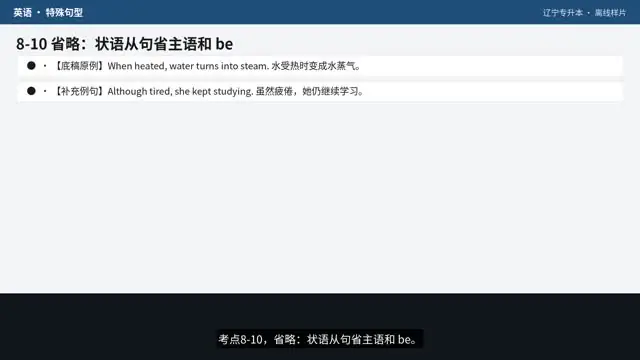 英语 · 特殊句型
辽宁专升本 · 离线样片
8-10 省略：状语从句省主语和 be
● · 【底稿原例】When heated, water turns into steam. 水受热时变成水蒸气。
● · 【补充例句】Although tired, she kept studying. 虽然疲倦，她仍继续学习。
考点8-10，省略：状语从句省主语和 be。